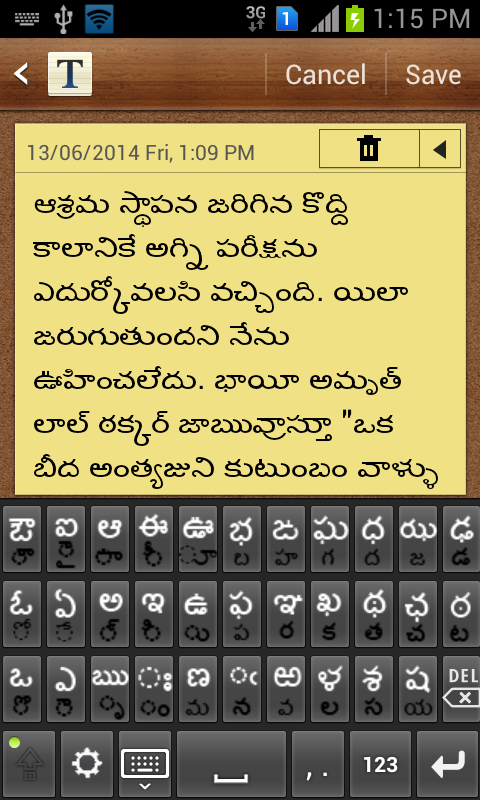 3G 1 1:15 PM
T Cancel Save
13/06/2014 Fri, 1:09 PM
ఆశ్రమ స్థాపన జరిగిన కొద్ది
కాలానికే అగ్ని పరీక్షను
ఎదుర్కోవలసి వచ్చింది. యిలా
జరుగుతుందని నేను
ఊహించలేదు. భాయీ అమృత్
లాల్ ఠక్కర్ జాబువ్రాస్తూ "ఒక
బీద అంత్యజుని కుటుంబం వాళ్ళు
ఔ ఐ ఆ ఈ ఊ భ ఙ ఘ ధ ఝ ఢ
ౌ ై ా ీ ూ బ హ గ ద జ డ
ఓ ఏ అ ఇ ఉ ఫ ఞ ఖ థ ఛ ఠ
ో ే ్ ి ు ప ర క త చ ట
ఒ ఎ ఋ ః ణ ఁ ఱ ళ శ ష DEL
ొ ె ృ ం మ న వ ల స య
, . 123